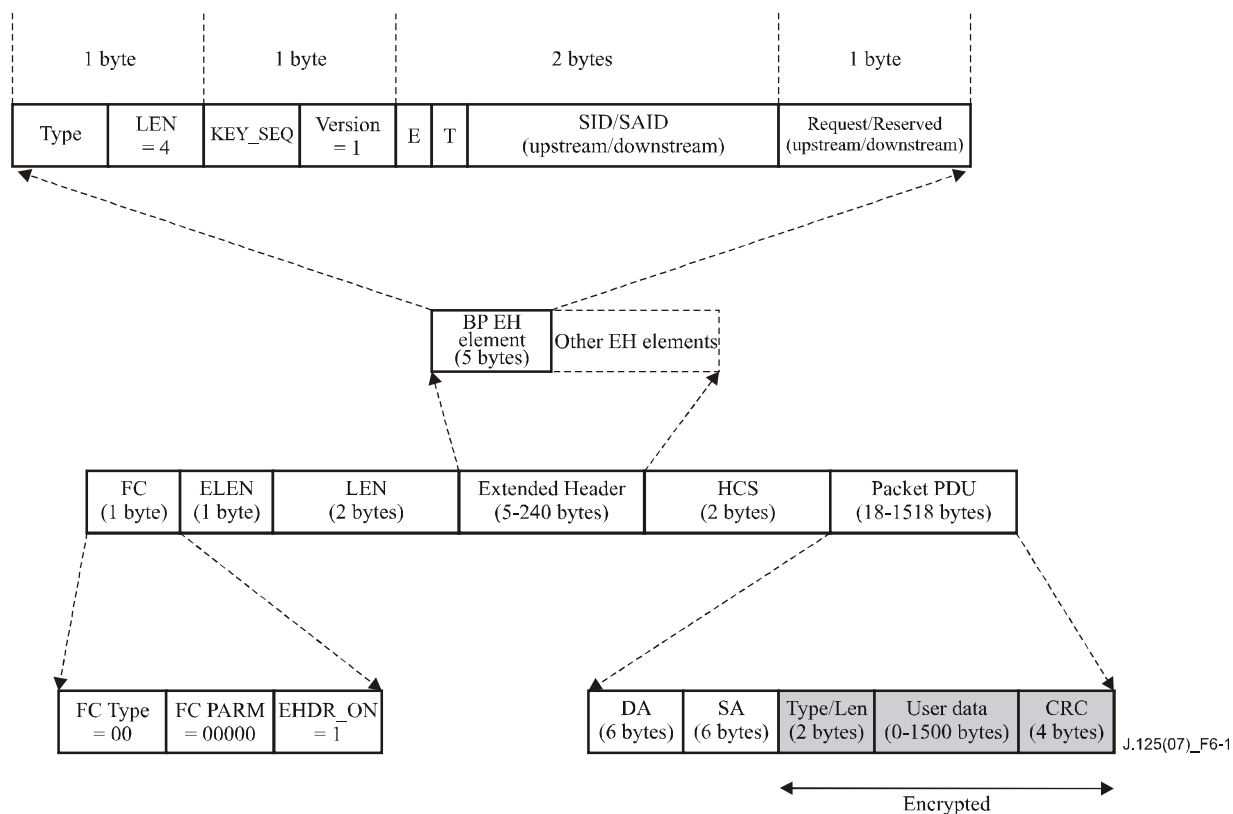 1 byte
1 byte
2 bytes
1 byte
Type
LEN
= 4
KEY_SEQ
Version
= 1
E
T
SID/SAID
(upstream/downstream)
Request/Reserved
(upstream/downstream)
BP EH
element
(5 bytes)
Other EH elements
FC
(1 byte)
ELEN
(1 byte)
LEN
(2 bytes)
Extended Header
(5-240 bytes)
HCS
(2 bytes)
Packet PDU
(18-1518 bytes)
FC Type
= 00
FC PARM
= 00000
EHDR_ON
= 1
DA
(6 bytes)
SA
(6 bytes)
Type/Len
(2 bytes)
User data
(0-1500 bytes)
CRC
(4 bytes)
J.125(07)_F6-1
Encrypted